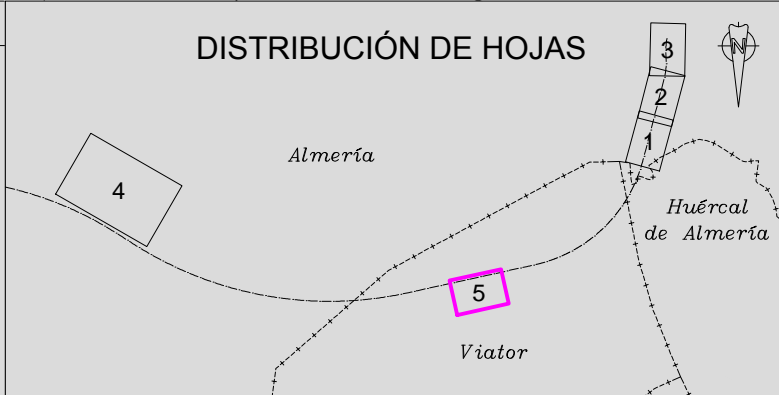 DISTRIBUCIÓN DE HOJAS
3
N
2
1
Almería
4
Huércal
de Almería
5
Viator